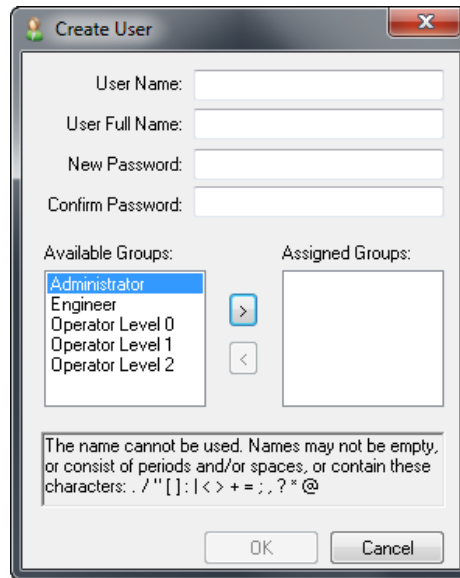 Create User
User Name:
User Full Name:
New Password:
Confirm Password:
Available Groups:
Assigned Groups:
Administrator
Engineer
Operator Level 0
Operator Level 1
Operator Level 2
>
<
The name cannot be used. Names may not be empty,
or consist of periods and/or spaces, or contain these
characters: . / " [ ] : | < > + = ; , ? * @
OK
Cancel